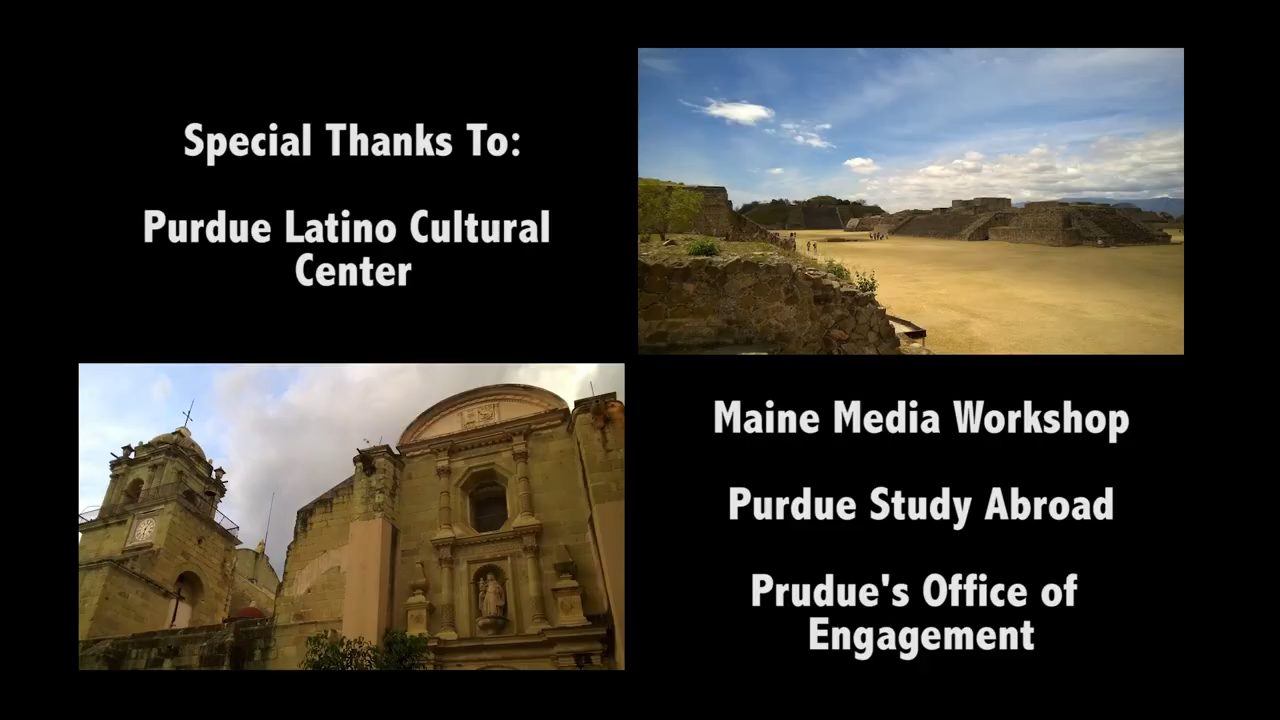 Special Thanks To:
Purdue Latino Cultural
Center
Maine Media Workshop
Purdue Study Abroad
Prudue's Office of
Engagement